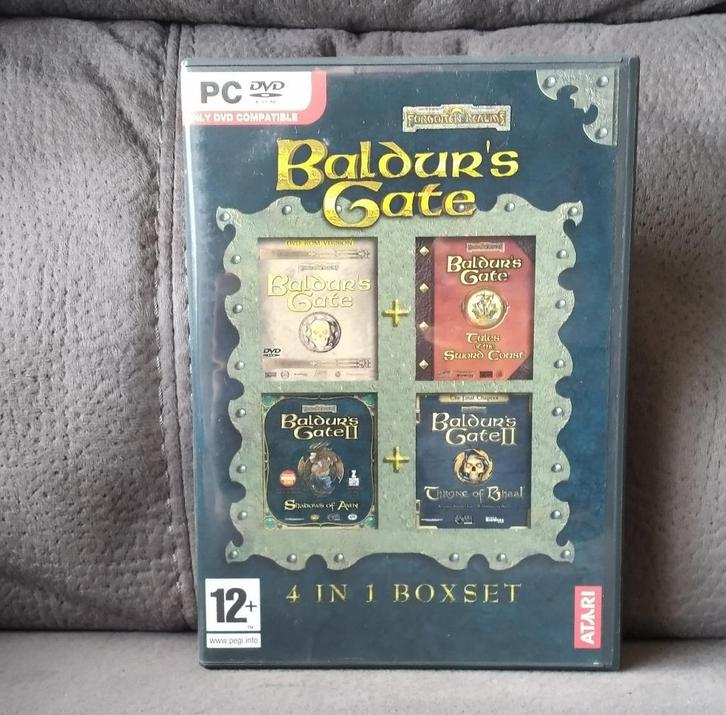 PC DVD
ROM
ONLY DVD COMPATIBLE
FORGOTTEN REALMS
Baldur's
Gate
DVD-ROM VERSION
Baldur's
Gate
DVD
+
Baldur's
Gate
Tales
of the
Sword Coast
Baldur's
Gate II
Shadows of Amn
+
The Final Chapter
Baldur's
Gate II
Throne of Bhaal
4 IN 1 BOXSET
12+
www.pegi.info
ATARI